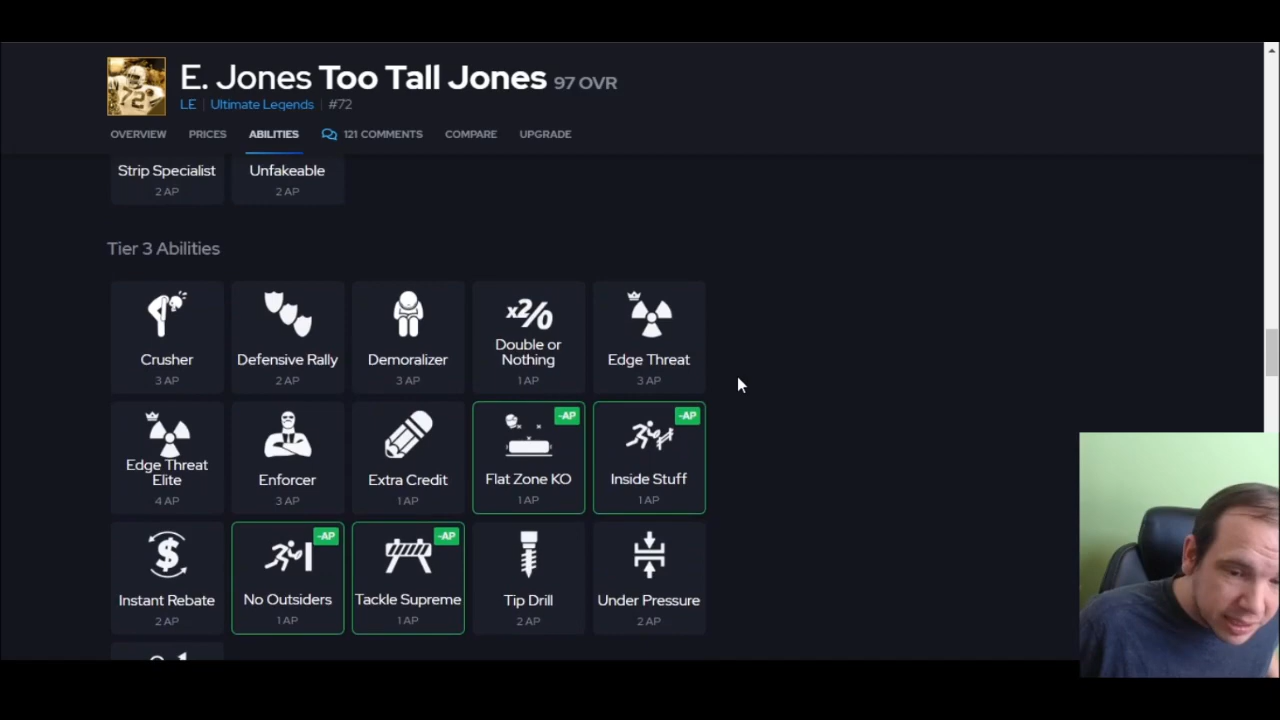 E. Jones Too Tall Jones 97 OVR
LE | Ultimate Legends | #72
OVERVIEW PRICES ABILITIES 121 COMMENTS COMPARE UPGRADE
Strip Specialist Unfakeable
2 AP 2 AP
Tier 3 Abilities
x2/0
Crusher Defensive Rally Demoralizer Double or Nothing Edge Threat
3 AP 2 AP 3 AP 1 AP 3 AP
-AP -AP
Edge Threat Elite Enforcer Extra Credit Flat Zone KO Inside Stuff
4 AP 3 AP 1 AP 1 AP 1 AP
-AP -AP
$
Instant Rebate No Outsiders Tackle Supreme Tip Drill Under Pressure
2 AP 1 AP 1 AP 2 AP 2 AP